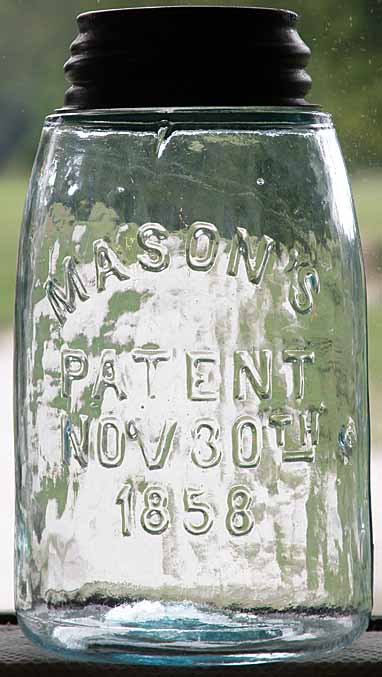 MASON'S
PATENT
NOV 30TH
1858